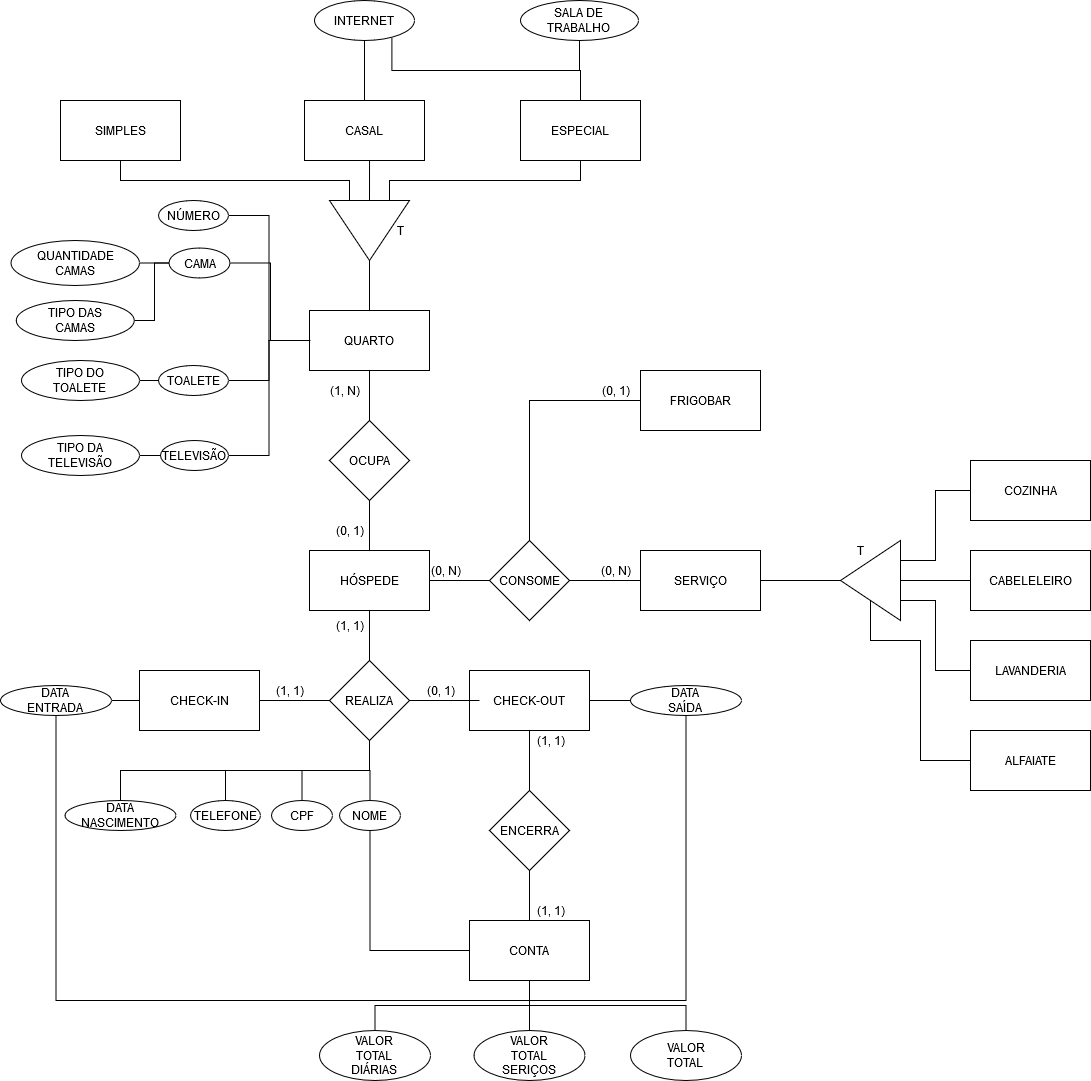 INTERNET
SALA DE
TRABALHO
SIMPLES
CASAL
ESPECIAL
NÚMERO
T
QUANTIDADE
CAMAS
CAMA
TIPO DAS
CAMAS
QUARTO
TIPO DO
TOALETE
TOALETE
(1, N)
(0, 1)
FRIGOBAR
TIPO DA
TELEVISÃO
TELEVISÃO
OCUPA
COZINHA
(0, 1)
T
HÓSPEDE
(0, N)
CONSOME
(0, N)
SERVIÇO
CABELELEIRO
(1, 1)
LAVANDERIA
DATA
ENTRADA
CHECK-IN
(1, 1)
REALIZA
(0, 1)
CHECK-OUT
DATA
SAÍDA
(1, 1)
ALFAIATE
DATA
NASCIMENTO
TELEFONE
CPF
NOME
ENCERRA
(1, 1)
CONTA
VALOR
TOTAL
DIÁRIAS
VALOR
TOTAL
SERIÇOS
VALOR
TOTAL